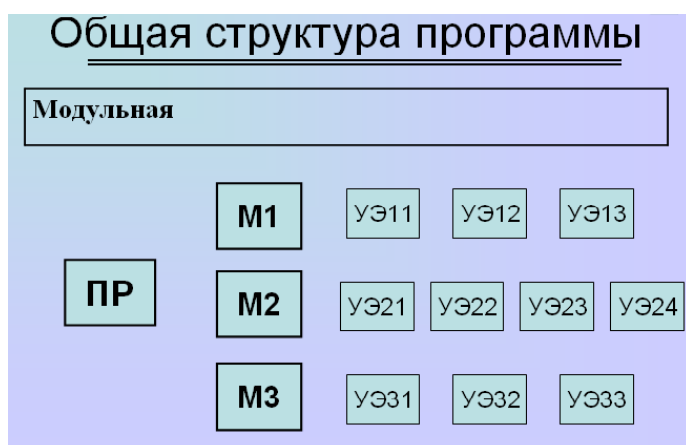 Общая структура программы
Модульная
М1 УЭ11 УЭ12 УЭ13
ПР
М2 УЭ21 УЭ22 УЭ23 УЭ24
М3 УЭ31 УЭ32 УЭ33